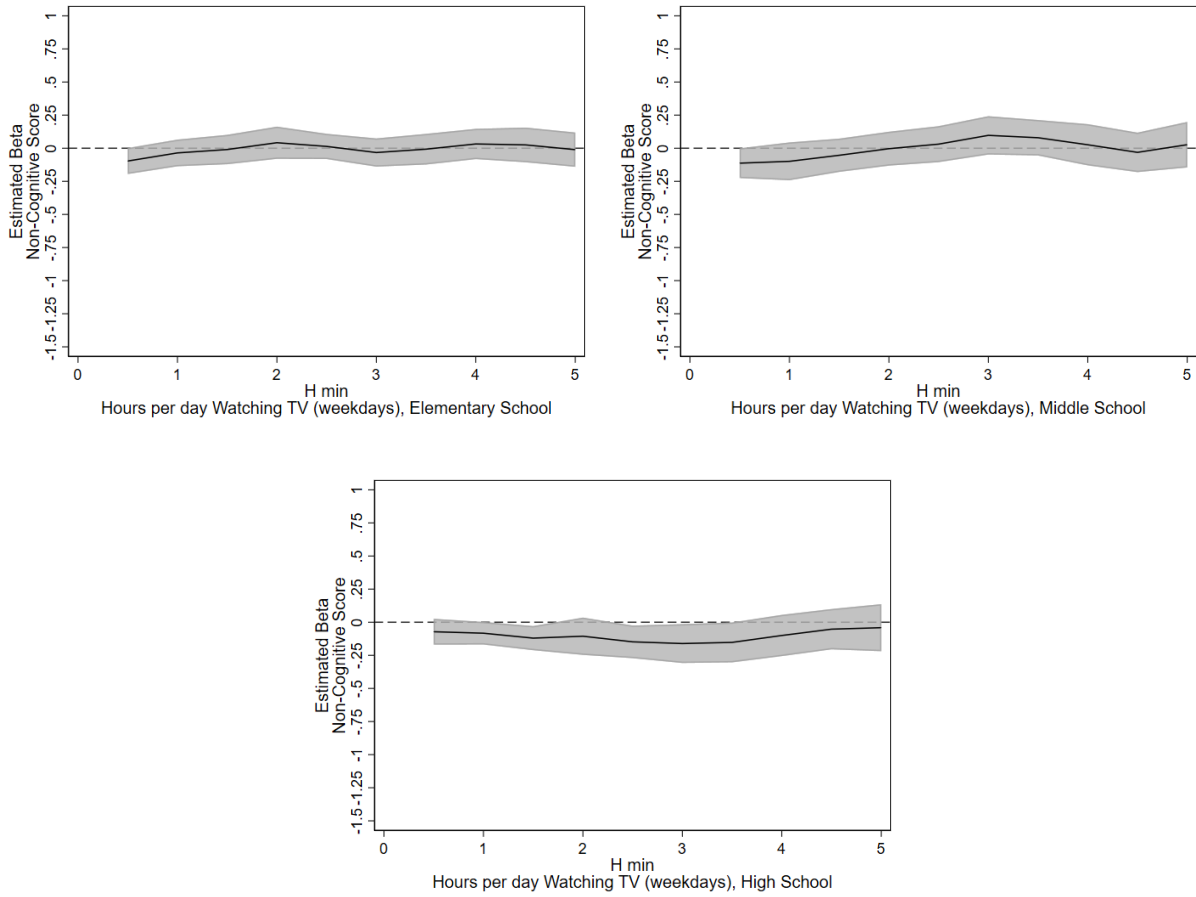 1
.75
.5
.25
0
-.25
-.5
-.75
-1
-1.25
-1.5
Estimated Beta
Non-Cognitive Score
0 1 2 3 4 5
H min
Hours per day Watching TV (weekdays), Elementary School
1
.75
.5
.25
0
-.25
-.5
-.75
-1
-1.25
-1.5
Estimated Beta
Non-Cognitive Score
0 1 2 3 4 5
H min
Hours per day Watching TV (weekdays), Middle School
1
.75
.5
.25
0
-.25
-.5
-.75
-1
-1.25
-1.5
Estimated Beta
Non-Cognitive Score
0 1 2 3 4 5
H min
Hours per day Watching TV (weekdays), High School